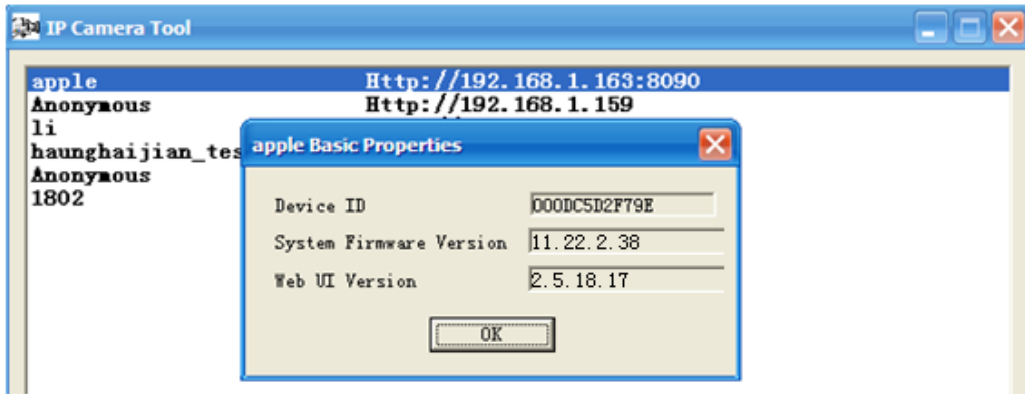 IP Camera Tool
apple Http://192.168.1.163:8090
Anonymous Http://192.168.1.159
li
haunghaijian_tes
Anonymous
1802
apple Basic Properties
Device ID 000DC5D2F79E
System Firmware Version 11.22.2.38
Web UI Version 2.5.18.17
OK